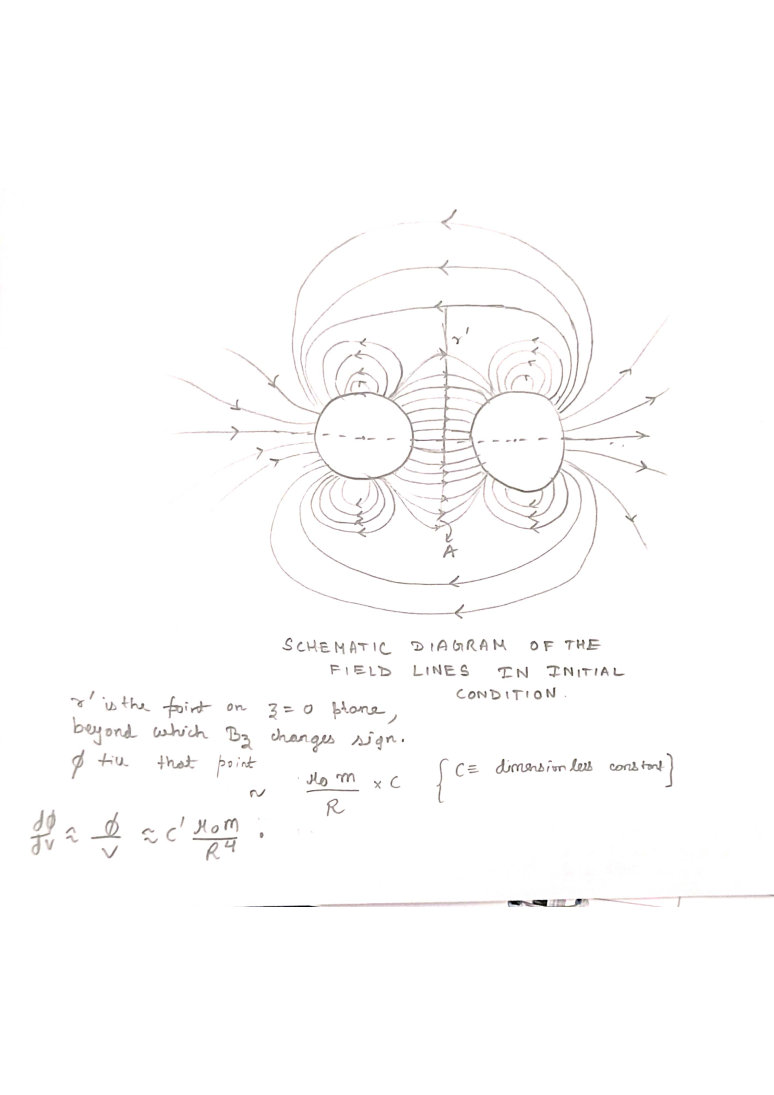 r'
A
SCHEMATIC DIAGRAM OF THE
FIELD LINES IN INITIAL
CONDITION.
r' is the point on z = 0 plane,
beyond which Bz changes sign.
ϕ till that point
~ μ₀m/R × C {C ≡ dimensionless constant}
dϕ/dv ≈ ϕ/v ≈ C' μ₀m/R⁴ .